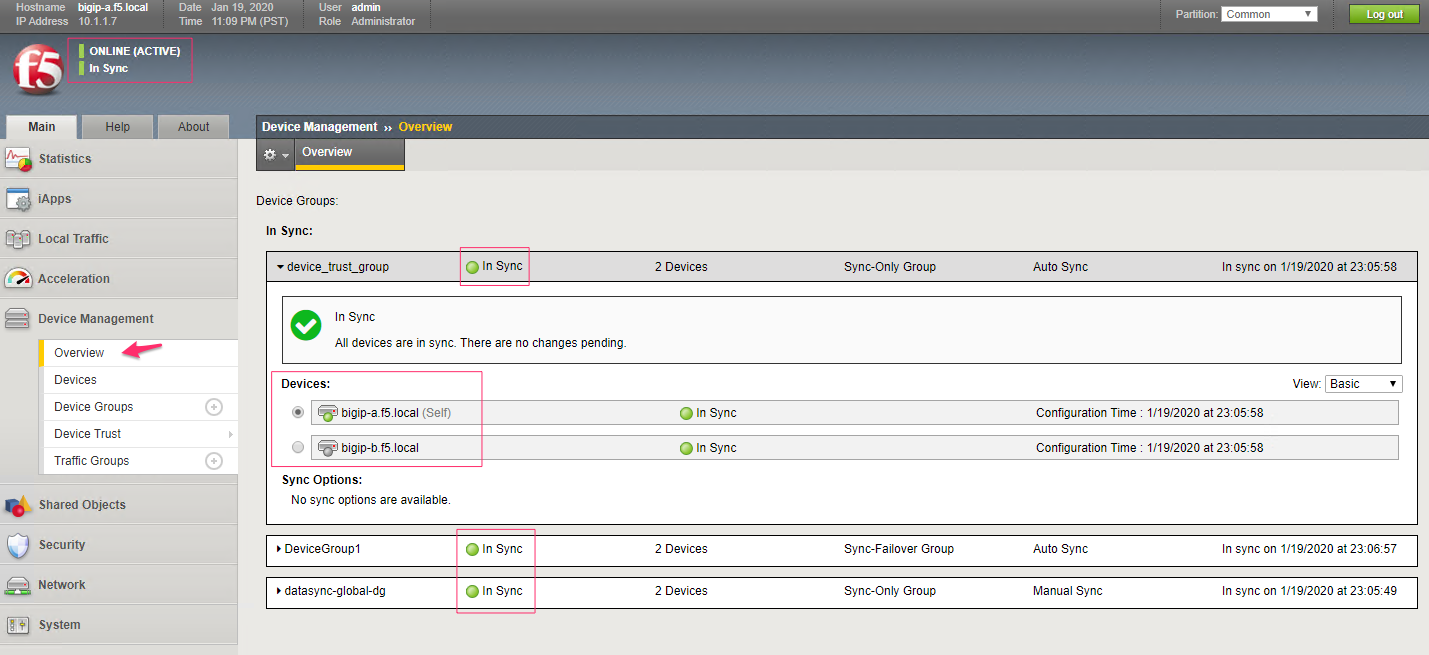 Hostname bigip-a.f5.local Date Jan 19, 2020 User admin
IP Address 10.1.1.7 Time 11:09 PM (PST) Role Administrator
Partition: Common Log out
f5
ONLINE (ACTIVE)
In Sync
Main Help About
Statistics
iApps
Local Traffic
Acceleration
Device Management
Overview
Devices
Device Groups
Device Trust
Traffic Groups
Shared Objects
Security
Network
System
Device Management ›› Overview
Overview
Device Groups:
In Sync:
device_trust_group In Sync 2 Devices Sync-Only Group Auto Sync In sync on 1/19/2020 at 23:05:58
In Sync
All devices are in sync. There are no changes pending.
Devices: View: Basic
bigip-a.f5.local (Self) In Sync Configuration Time : 1/19/2020 at 23:05:58
bigip-b.f5.local In Sync Configuration Time : 1/19/2020 at 23:05:58
Sync Options:
No sync options are available.
DeviceGroup1 In Sync 2 Devices Sync-Failover Group Auto Sync In sync on 1/19/2020 at 23:06:57
datasync-global-dg In Sync 2 Devices Sync-Only Group Manual Sync In sync on 1/19/2020 at 23:05:49